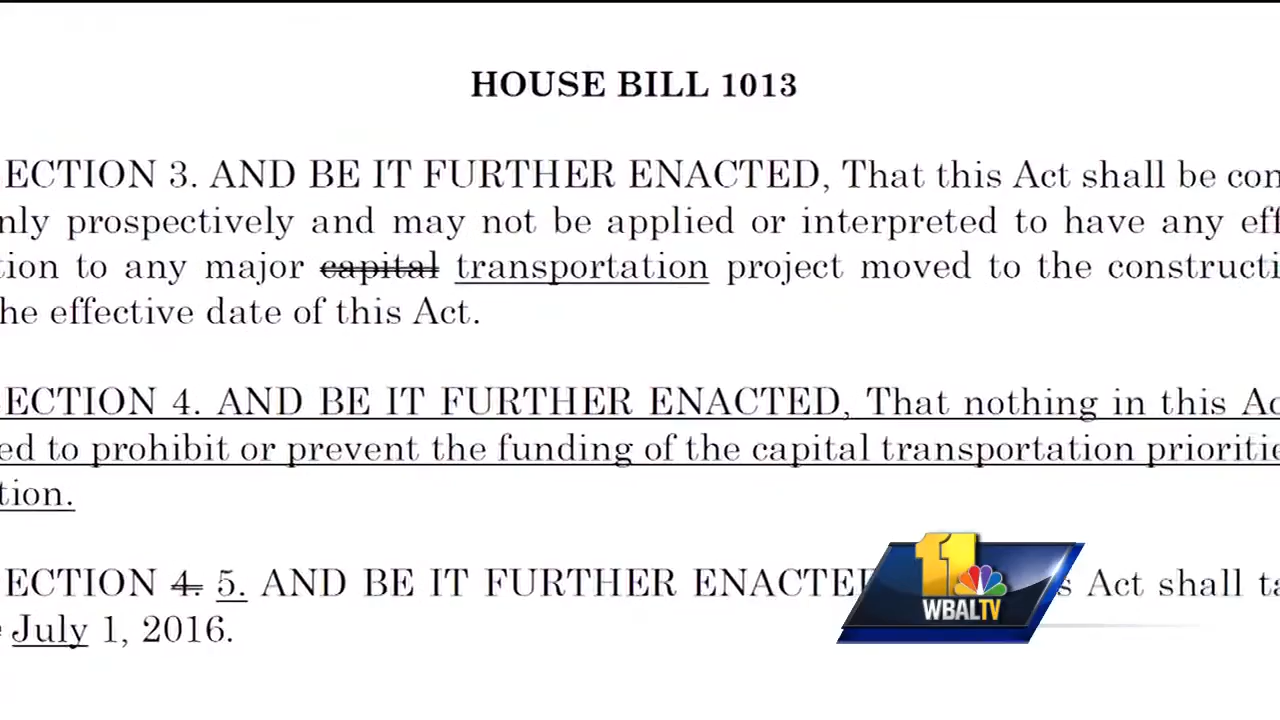 HOUSE BILL 1013
ECTION 3. AND BE IT FURTHER ENACTED, That this Act shall be con
nly prospectively and may not be applied or interpreted to have any eff
tion to any major capital transportation project moved to the constructi
he effective date of this Act.
ECTION 4. AND BE IT FURTHER ENACTED, That nothing in this Ac
ed to prohibit or prevent the funding of the capital transportation prioritie
tion.
ECTION 4. 5. AND BE IT FURTHER ENACTED s Act shall ta
July 1, 2016.
11
WBALTV